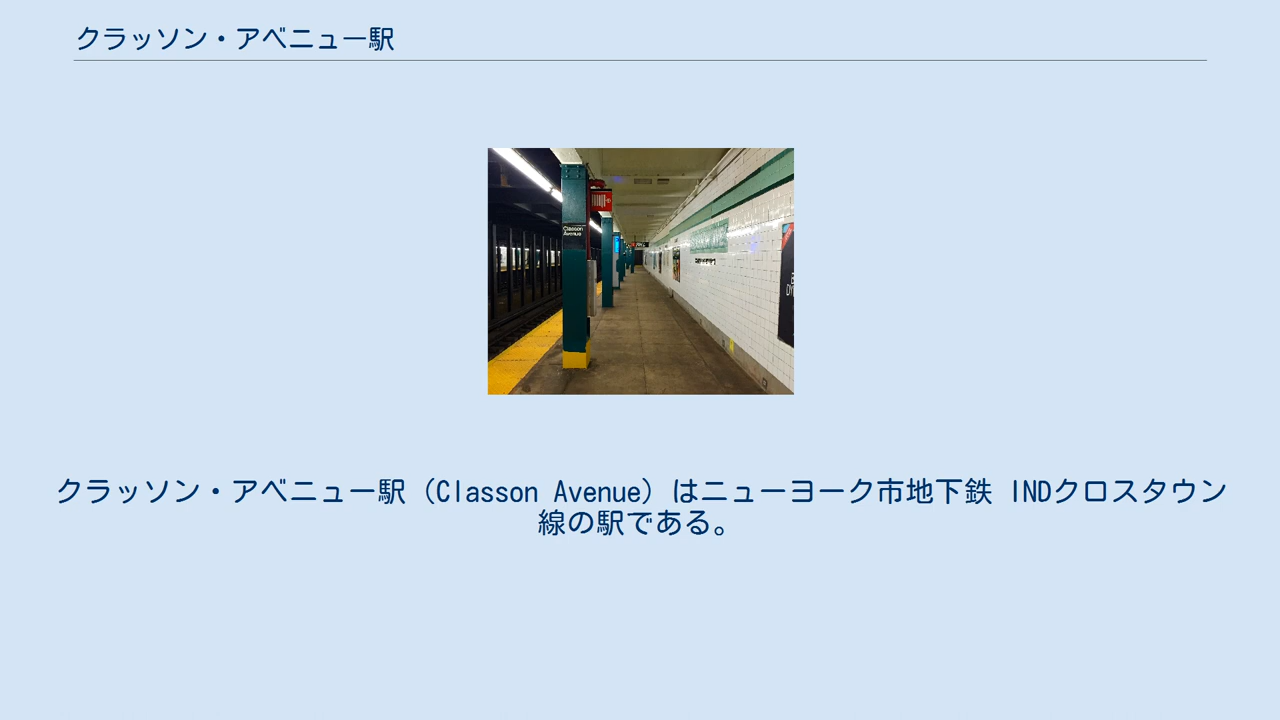 クラッソン・アベニュー駅
Classon
Avenue
クラッソン・アベニュー駅（Classon Avenue）はニューヨーク市地下鉄 INDクロスタウン
線の駅である。